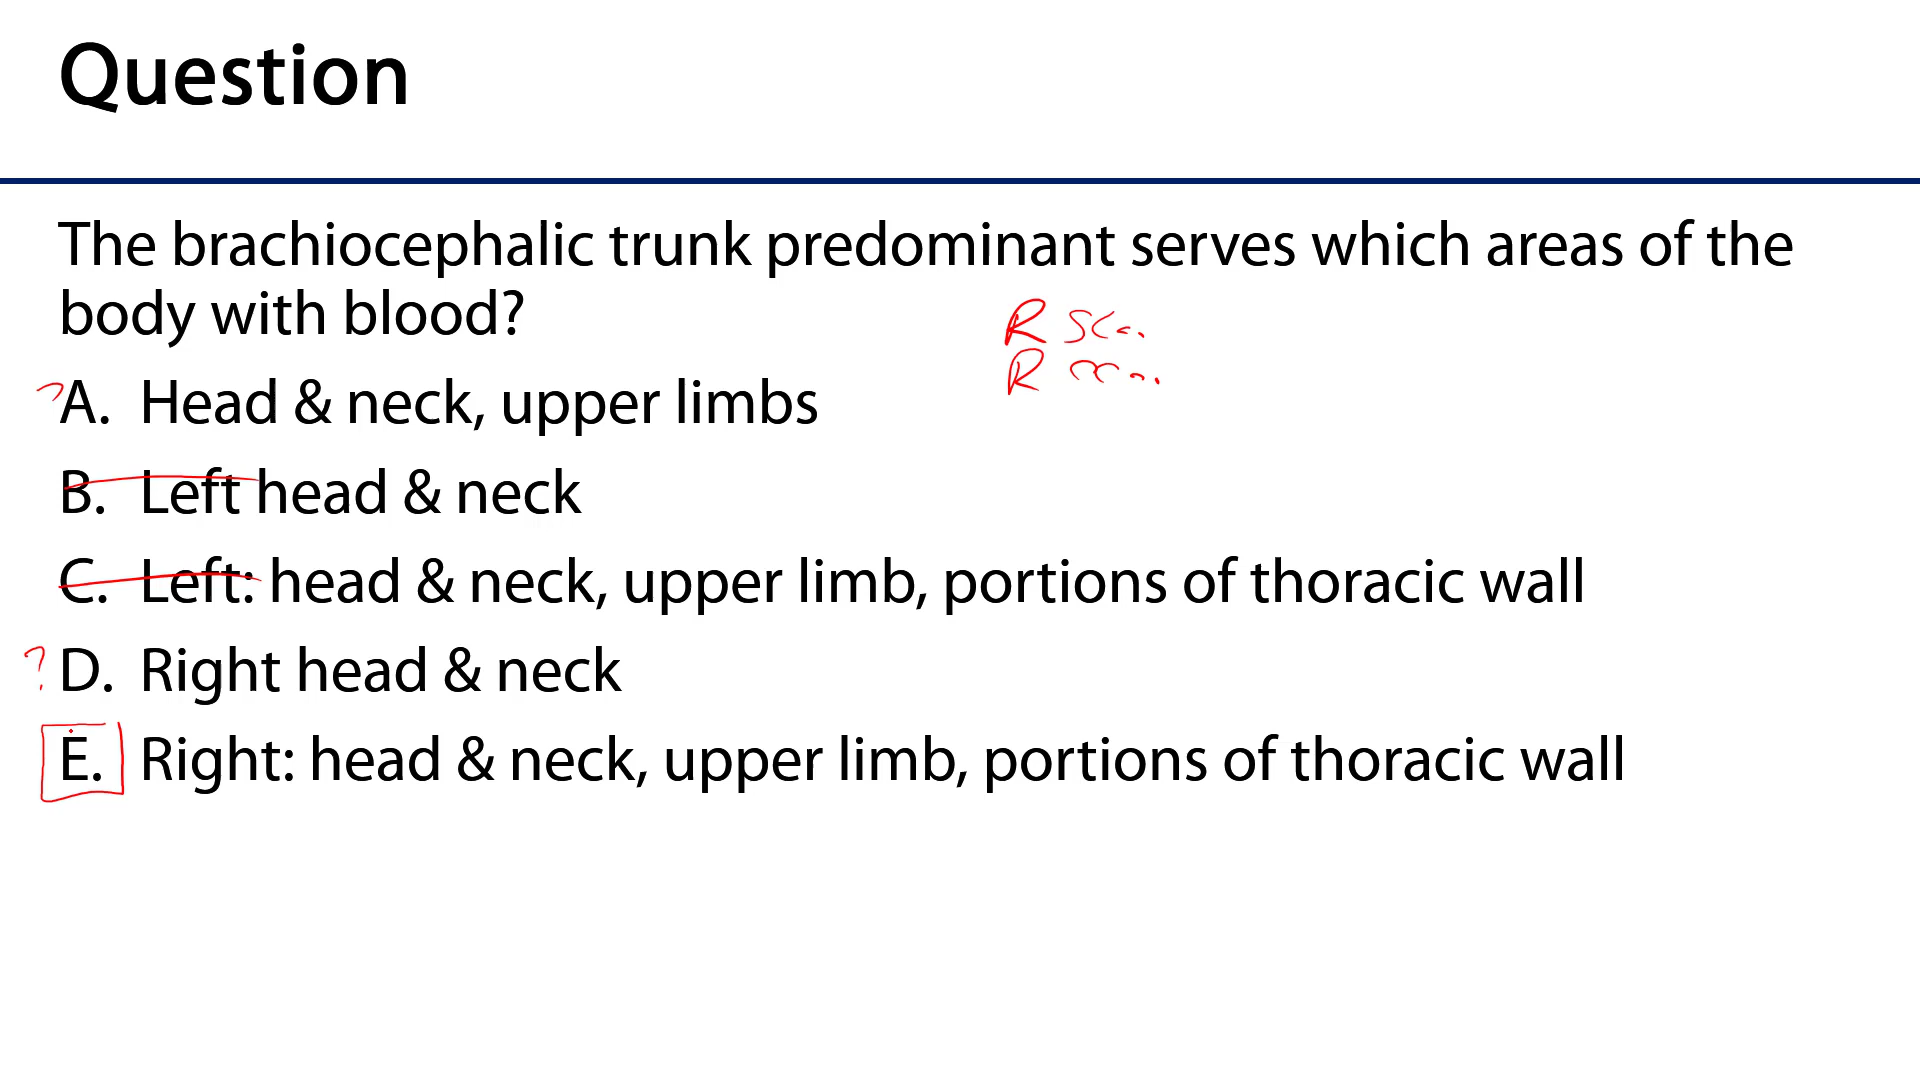 Question
The brachiocephalic trunk predominant serves which areas of the
body with blood?
R SCa.
R CCa.
? A. Head & neck, upper limbs
B. Left head & neck
C. Left: head & neck, upper limb, portions of thoracic wall
? D. Right head & neck
E. Right: head & neck, upper limb, portions of thoracic wall